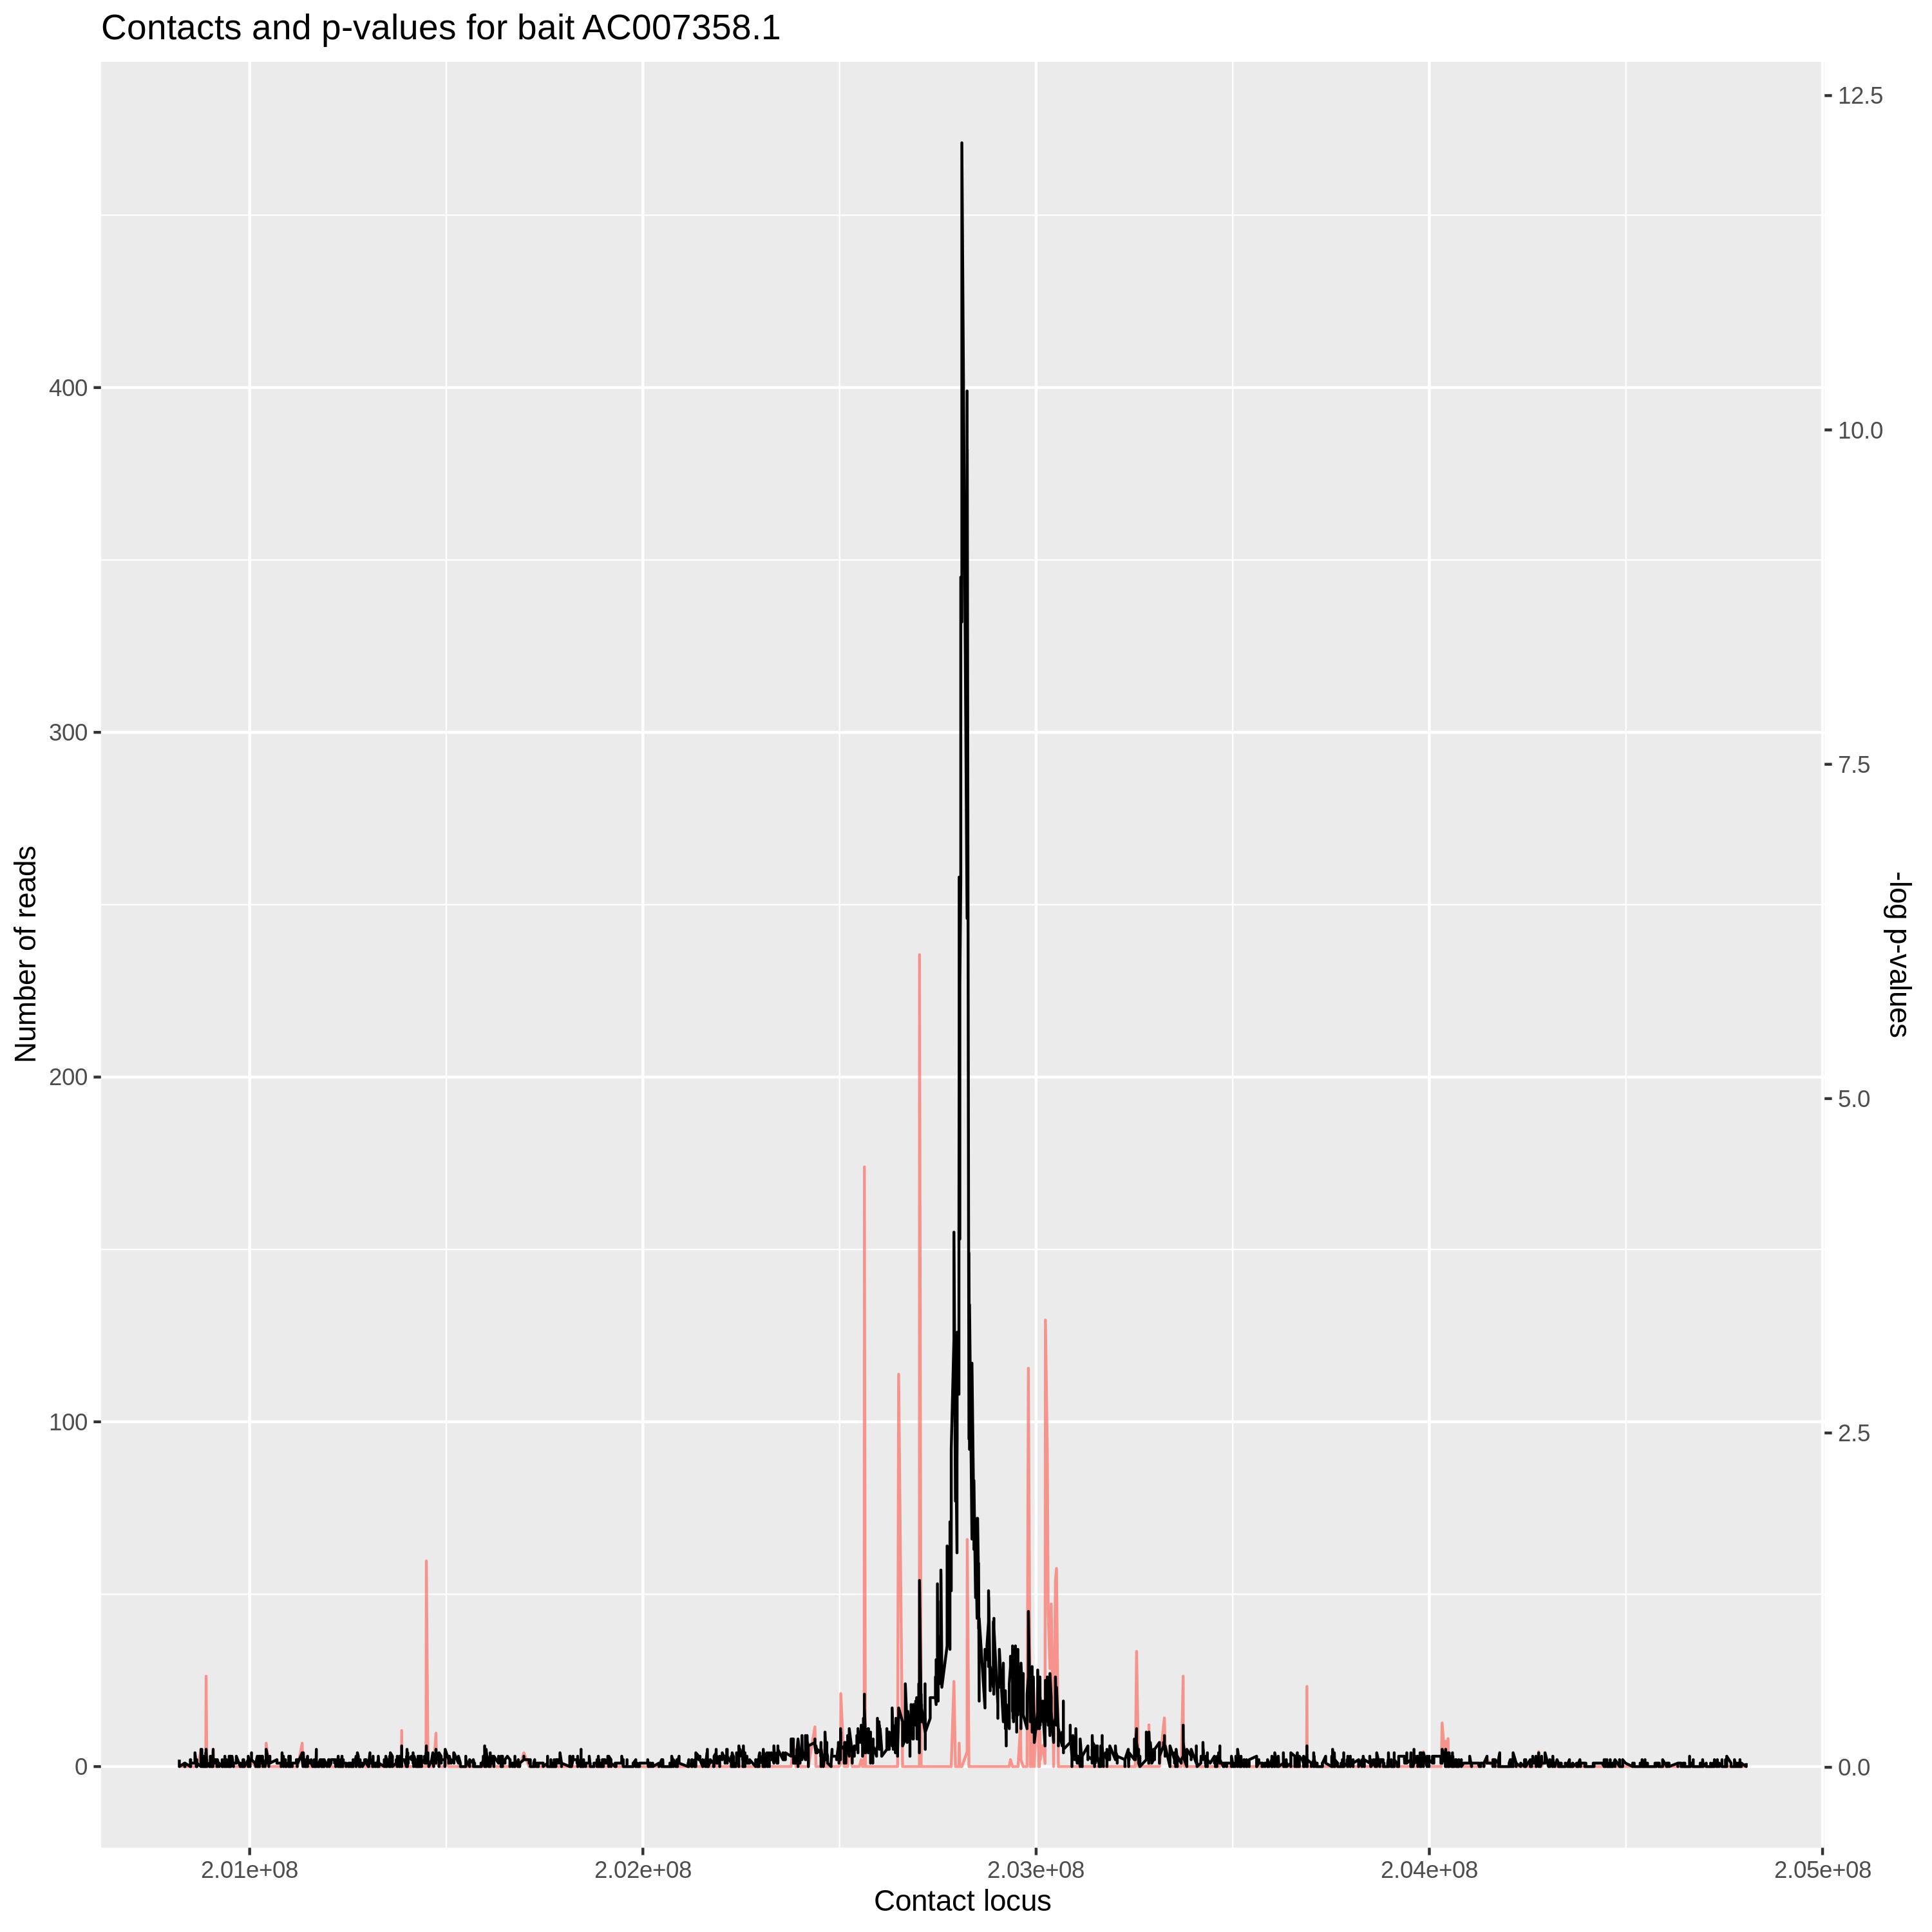 Contacts and p-values for bait AC007358.1
12.5
10.0
7.5
5.0
2.5
0.0
-log p-values
400
300
200
100
0
Number of reads
2.01e+08
2.02e+08
2.03e+08
2.04e+08
2.05e+08
Contact locus